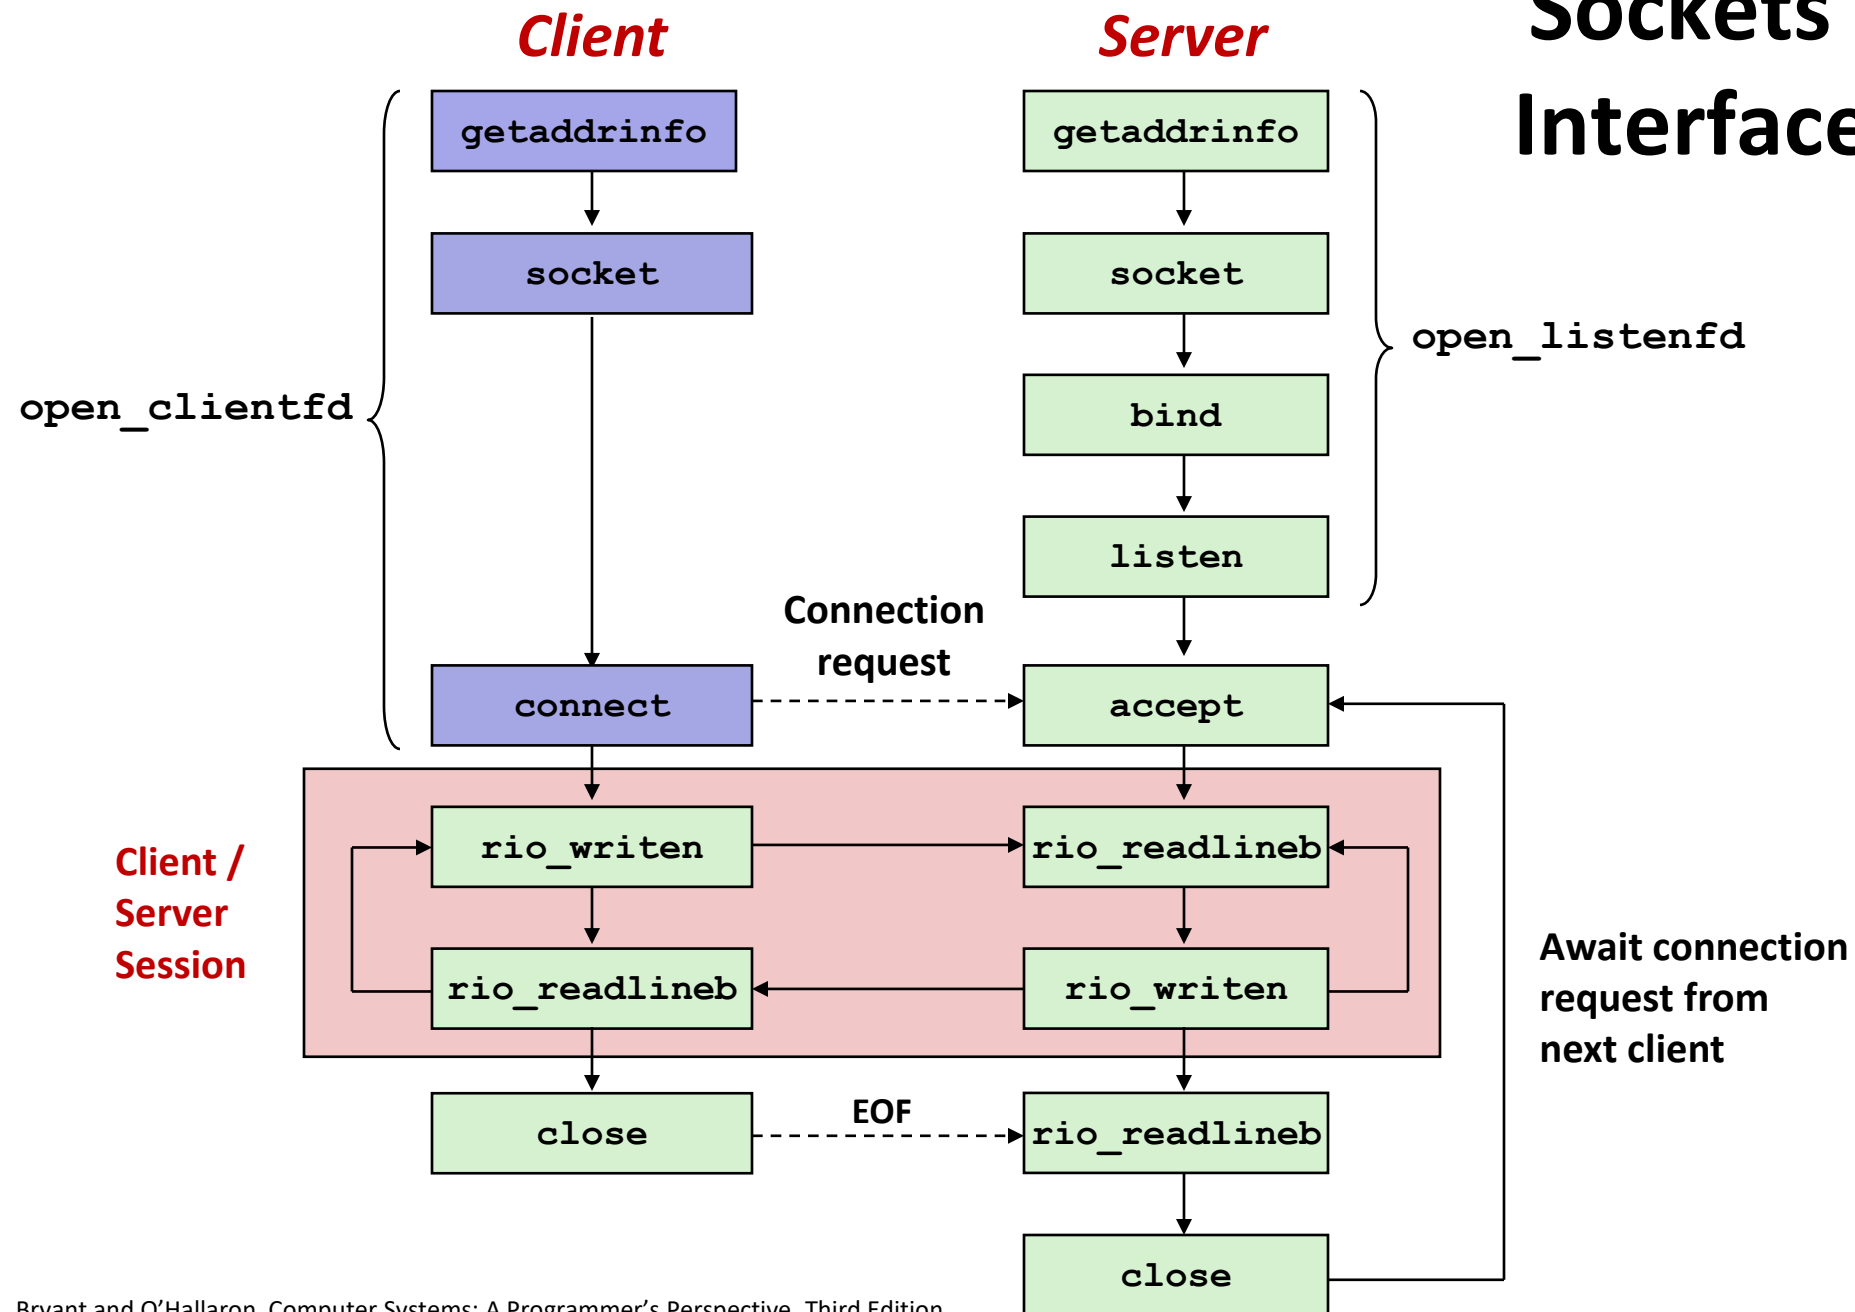 Client
Server
Sockets
Interface
getaddrinfo
getaddrinfo
socket
socket
open_listenfd
open_clientfd
bind
listen
Connection
request
connect
accept
Client /
Server
Session
rio_writen
rio_readlineb
rio_readlineb
rio_writen
Await connection
request from
next client
close
EOF
rio_readlineb
close
Bryant and O'Hallaron, Computer Systems: A Programmer's Perspective, Third Edition